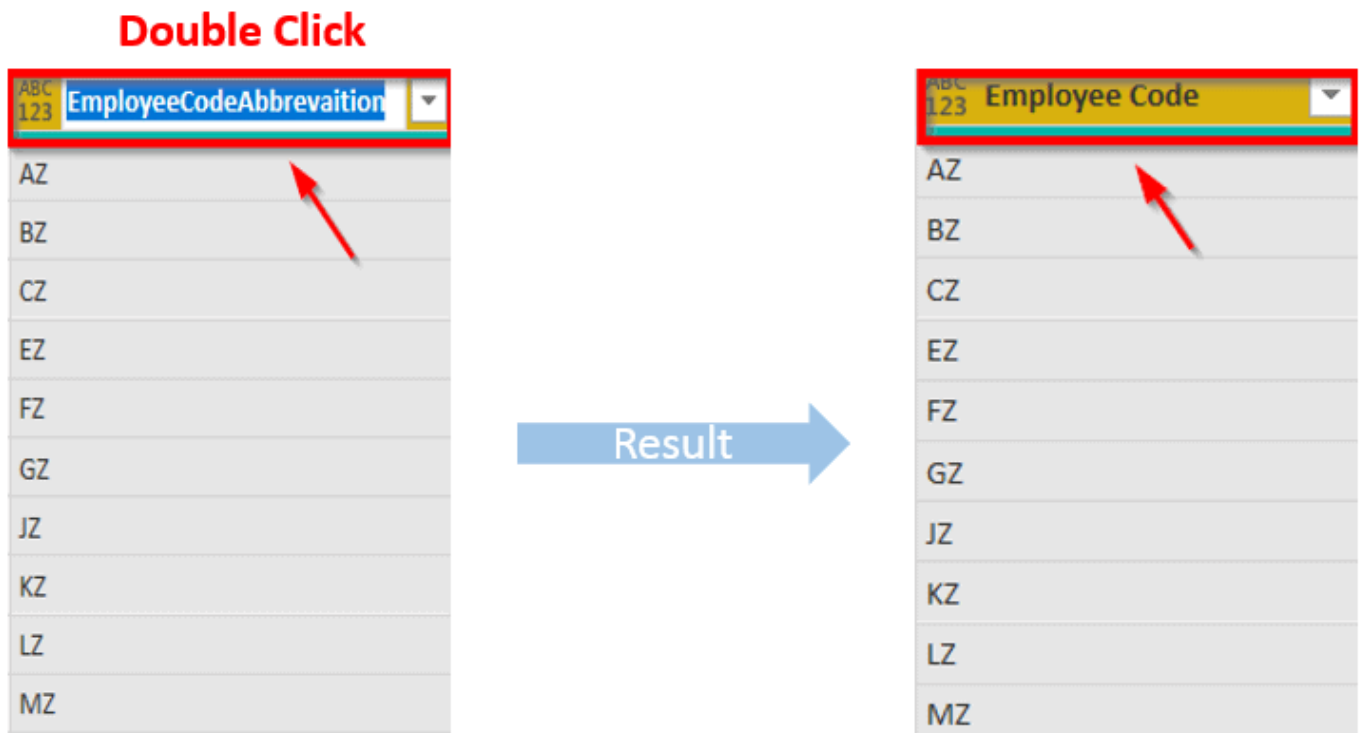 Double Click
ABC
123 EmployeeCodeAbbrevaition
AZ
BZ
CZ
EZ
FZ
GZ
JZ
KZ
LZ
MZ
Result
ABC
123 Employee Code
AZ
BZ
CZ
EZ
FZ
GZ
JZ
KZ
LZ
MZ